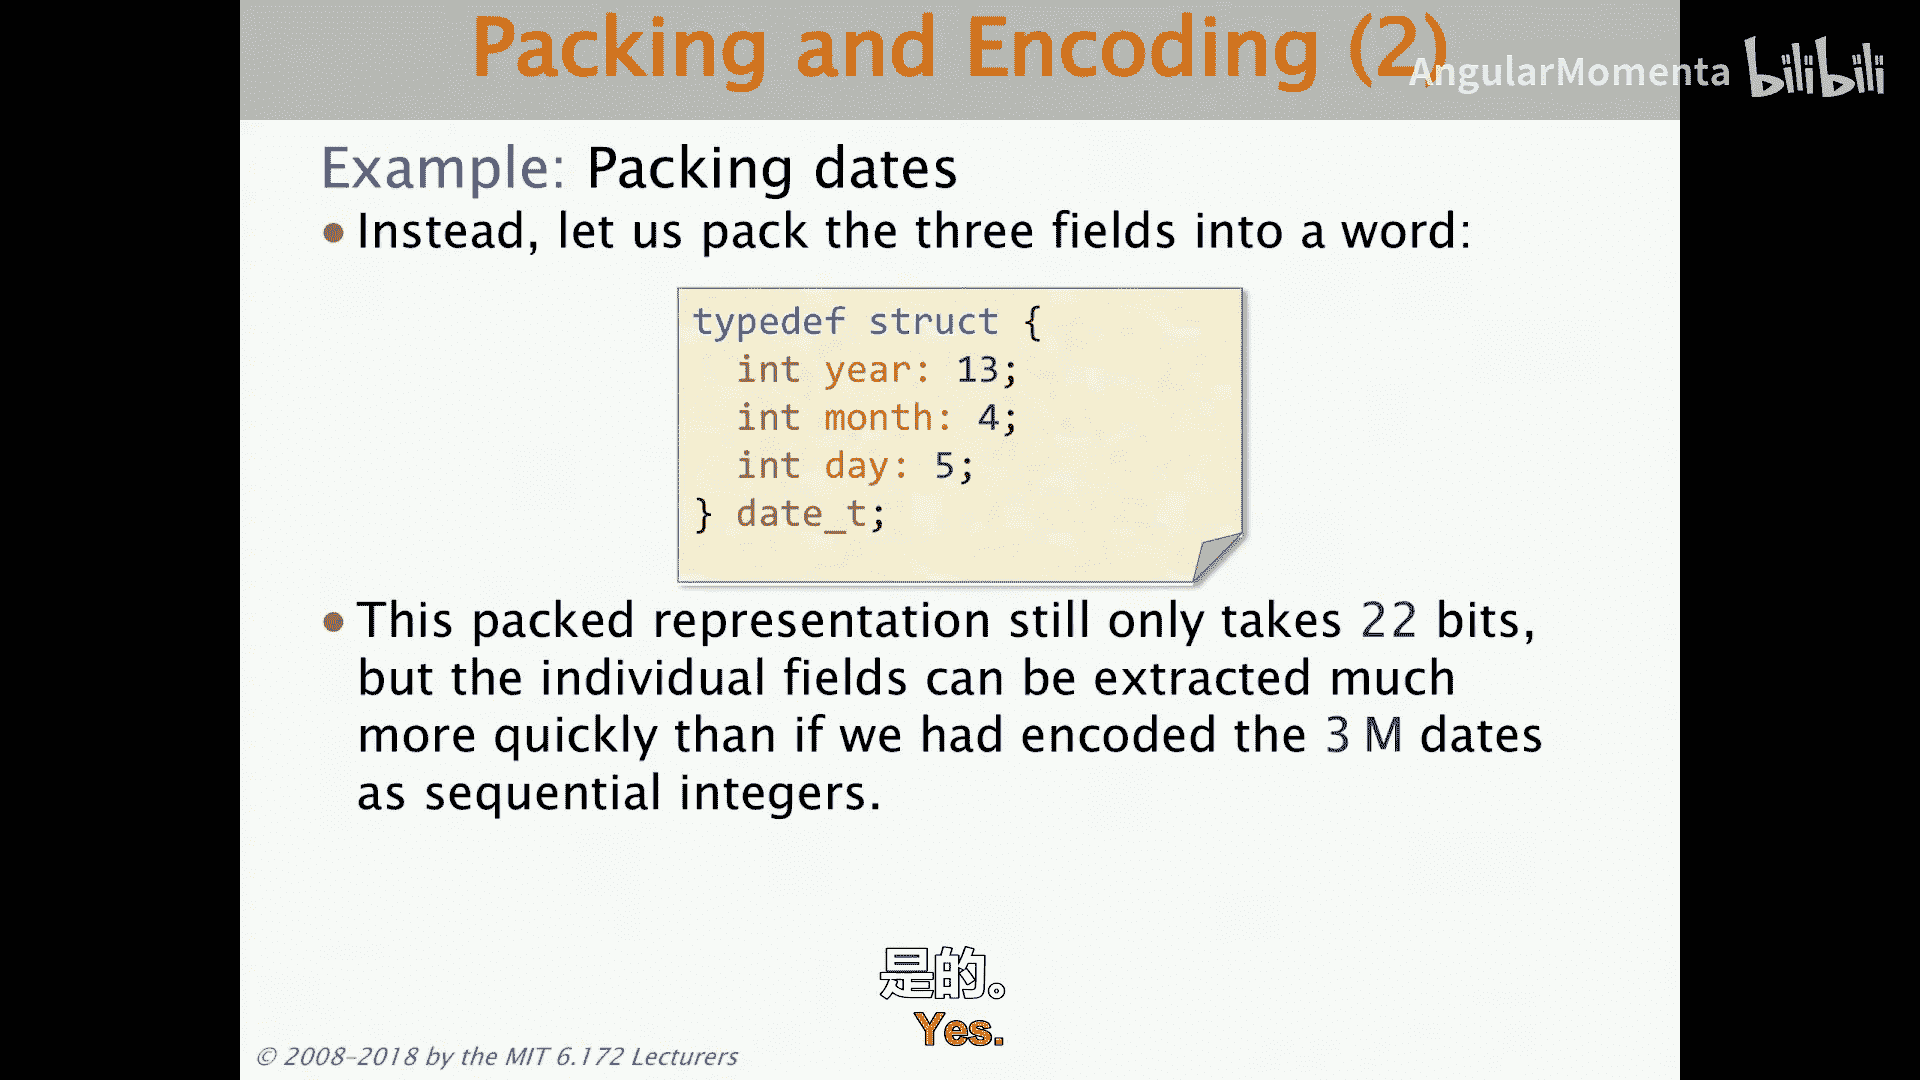 Packing and Encoding (2)
AngularMomenta bilibili
Example: Packing dates
• Instead, let us pack the three fields into a word:
typedef struct {
  int year: 13;
  int month: 4;
  int day: 5;
} date_t;
• This packed representation still only takes 22 bits,
but the individual fields can be extracted much
more quickly than if we had encoded the 3 M dates
as sequential integers.
是的。
Yes.
© 2008–2018 by the MIT 6.172 Lecturers